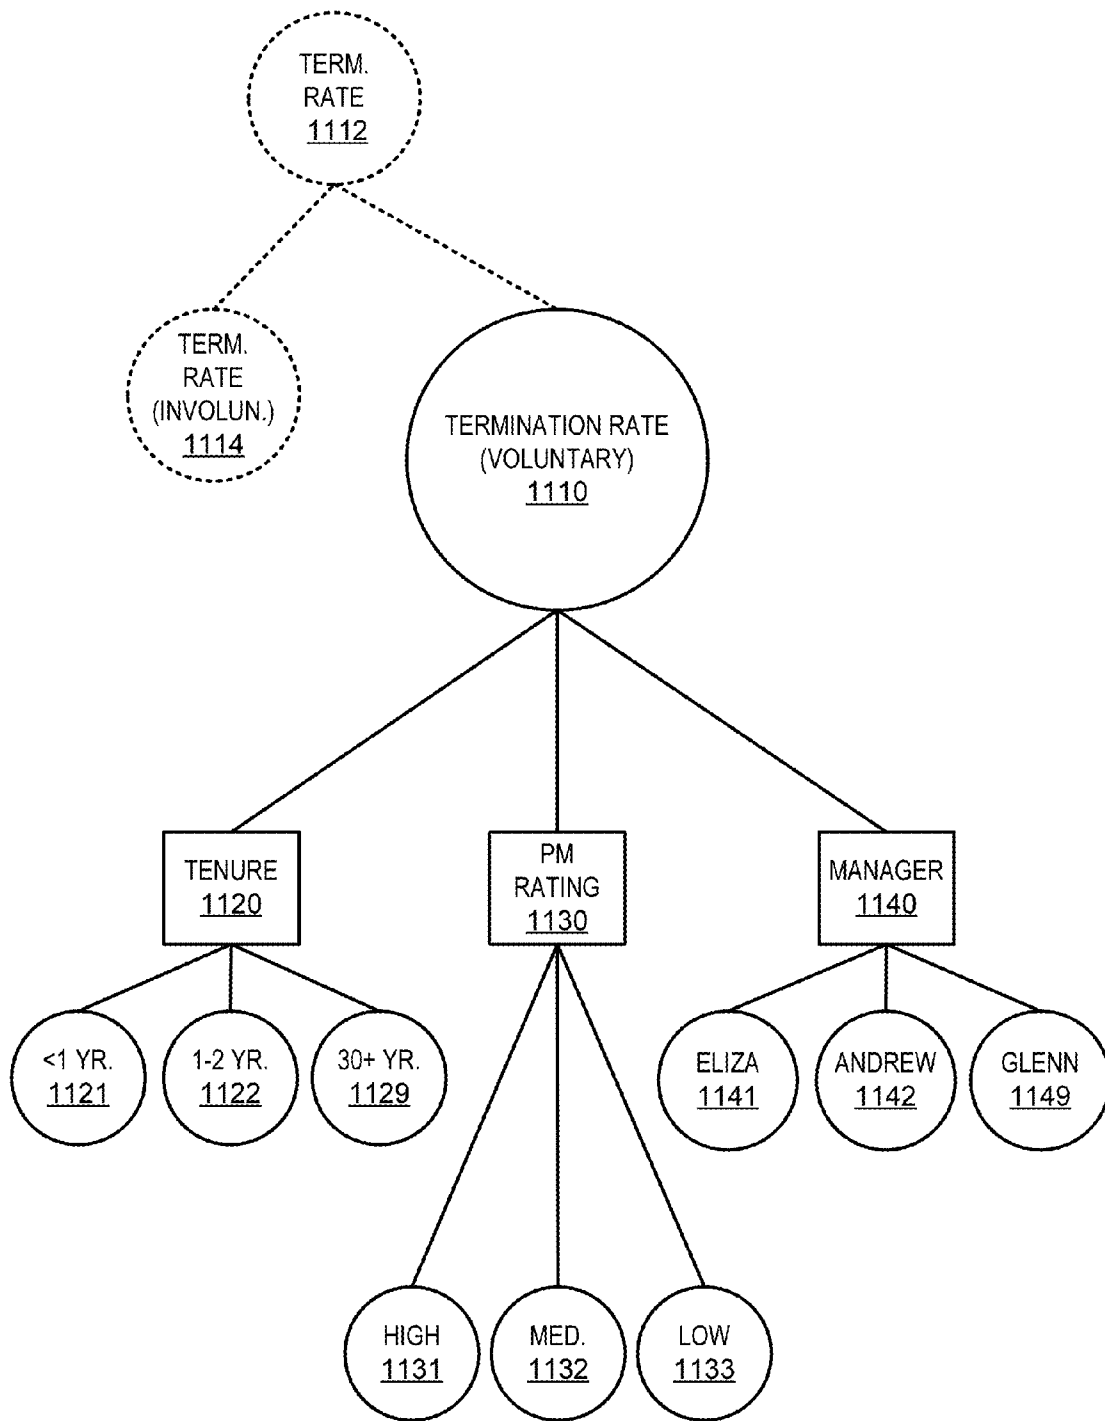 TERM.
RATE
1112
TERM.
RATE
(INVOLUN.)
1114
TERMINATION RATE
(VOLUNTARY)
1110
TENURE
1120
PM
RATING
1130
MANAGER
1140
<1 YR.
1121
1-2 YR.
1122
30+ YR.
1129
ELIZA
1141
ANDREW
1142
GLENN
1149
HIGH
1131
MED.
1132
LOW
1133